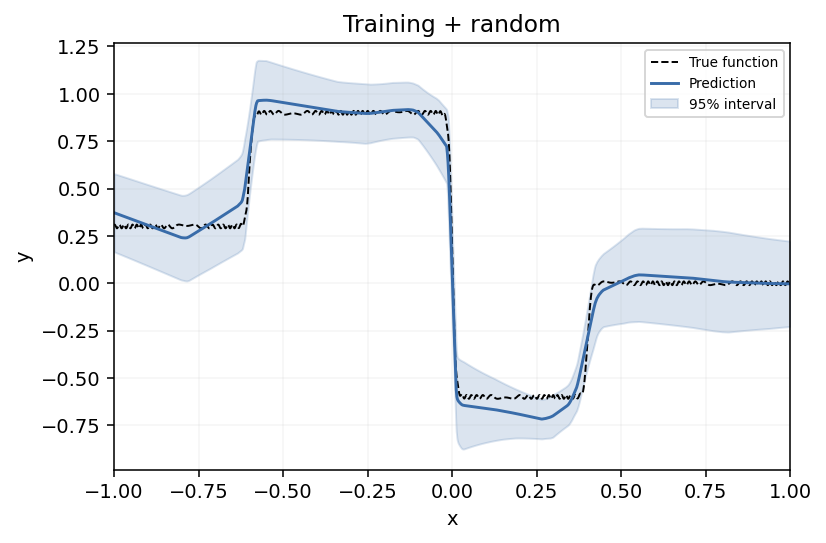 Training + random
True function
Prediction
95% interval
y
1.25
1.00
0.75
0.50
0.25
0.00
−0.25
−0.50
−0.75
−1.00 −0.75 −0.50 −0.25 0.00 0.25 0.50 0.75 1.00
x